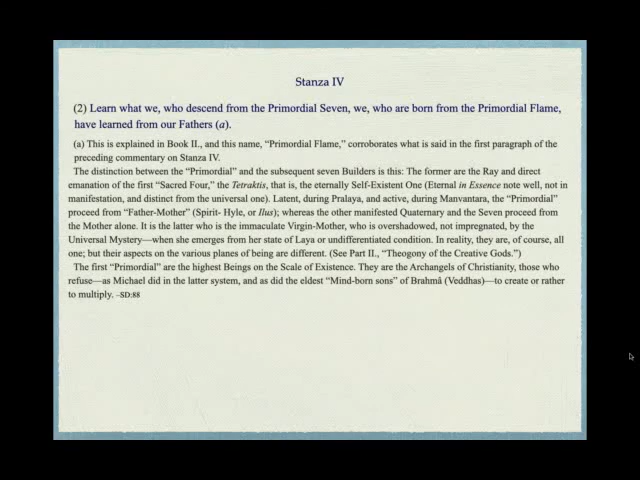 Stanza IV
(2) Learn what we, who descend from the Primordial Seven, we, who are born from the Primordial Flame,
have learned from our Fathers (a).
(a) This is explained in Book II., and this name, “Primordial Flame,” corroborates what is said in the first paragraph of the
preceding commentary on Stanza IV.
The distinction between the “Primordial” and the subsequent seven Builders is this: The former are the Ray and direct
emanation of the first “Sacred Four,” the Tetraktis, that is, the eternally Self-Existent One (Eternal in Essence note well, not in
manifestation, and distinct from the universal one). Latent, during Pralaya, and active, during Manvantara, the “Primordial”
proceed from “Father-Mother” (Spirit- Hyle, or Ilus); whereas the other manifested Quaternary and the Seven proceed from
the Mother alone. It is the latter who is the immaculate Virgin-Mother, who is overshadowed, not impregnated, by the
Universal Mystery—when she emerges from her state of Laya or undifferentiated condition. In reality, they are, of course, all
one; but their aspects on the various planes of being are different. (See Part II., “Theogony of the Creative Gods.”)
The first “Primordial” are the highest Beings on the Scale of Existence. They are the Archangels of Christianity, those who
refuse—as Michael did in the latter system, and as did the eldest “Mind-born sons” of Brahmâ (Veddhas)—to create or rather
to multiply. –SD:88